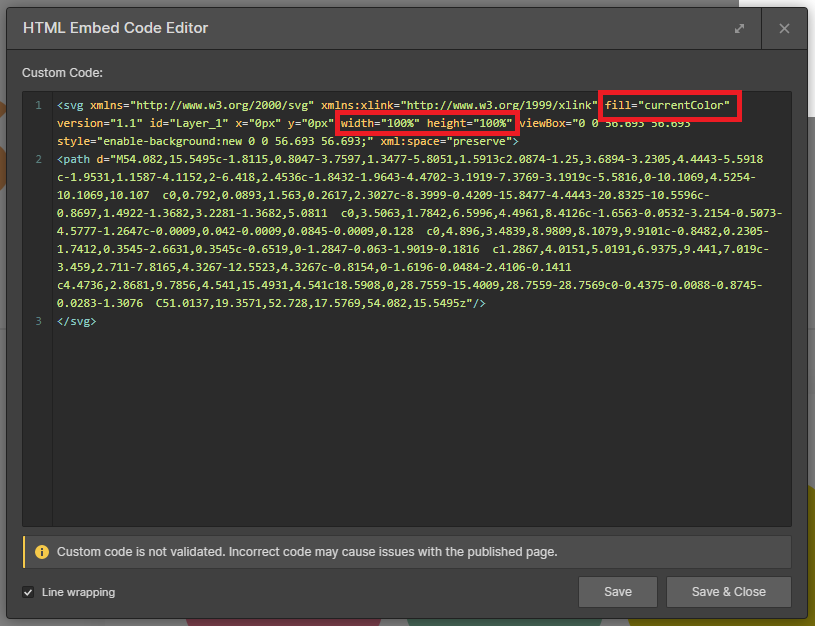 HTML Embed Code Editor
Custom Code:
1 <svg xmlns="http://www.w3.org/2000/svg" xmlns:xlink="http://www.w3.org/1999/xlink" fill="currentColor"
version="1.1" id="Layer_1" x="0px" y="0px" width="100%" height="100%" viewBox="0 0 56.693 56.693
style="enable-background:new 0 0 56.693 56.693;" xml:space="preserve">
2 <path d="M54.082,15.5495c-1.8115,0.8047-3.7597,1.3477-5.8051,1.5913c2.0874-1.25,3.6894-3.2305,4.4443-5.5918
c-1.9531,1.1587-4.1152,2-6.418,2.4536c-1.8432-1.9643-4.4702-3.1919-7.3769-3.1919c-5.5816,0-10.1069,4.5254-
10.1069,10.107  c0,0.792,0.0893,1.563,0.2617,2.3027c-8.3999-0.4209-15.8477-4.4443-20.8325-10.5596c-
0.8697,1.4922-1.3682,3.2281-1.3682,5.0811  c0,3.5063,1.7842,6.5996,4.4961,8.4126c-1.6563-0.0532-3.2154-0.5073-
4.5777-1.2647c-0.0009,0.042-0.0009,0.0845-0.0009,0.128  c0,4.896,3.4839,8.9809,8.1079,9.9101c-0.8482,0.2305-
1.7412,0.3545-2.6631,0.3545c-0.6519,0-1.2847-0.063-1.9019-0.1816  c1.2867,4.0151,5.0191,6.9375,9.441,7.019c-
3.459,2.711-7.8165,4.3267-12.5523,4.3267c-0.8154,0-1.6196-0.0484-2.4106-0.1411
c4.4736,2.8681,9.7856,4.541,15.4931,4.541c18.5908,0,28.7559-15.4009,28.7559-28.7569c0-0.4375-0.0088-0.8745-
0.0283-1.3076  C51.0137,19.3571,52.728,17.5769,54.082,15.5495z"/>
3 </svg>
Custom code is not validated. Incorrect code may cause issues with the published page.
Line wrapping
Save
Save & Close